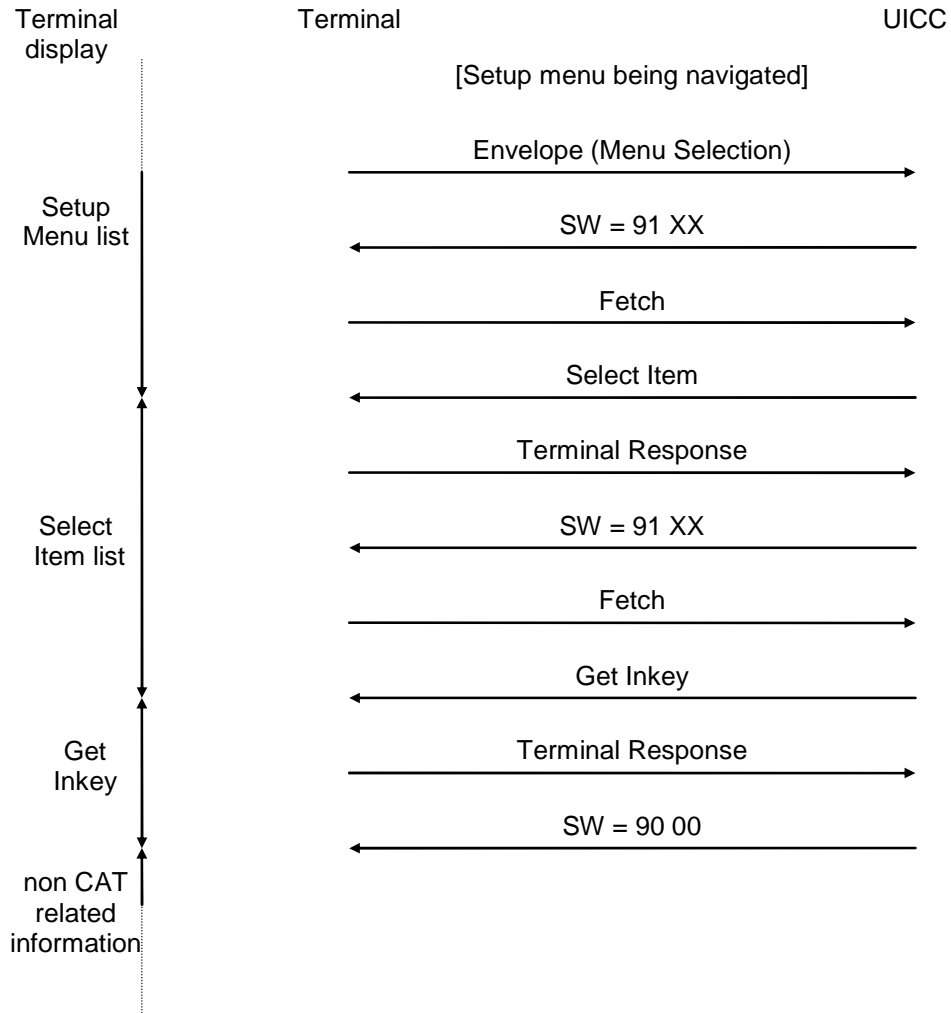 Terminal
display
Terminal
UICC
[Setup menu being navigated]
Envelope (Menu Selection)
Setup
Menu list
SW = 91 XX
Fetch
Select Item
Terminal Response
Select
Item list
SW = 91 XX
Fetch
Get Inkey
Get
Inkey
Terminal Response
SW = 90 00
non CAT
related
information